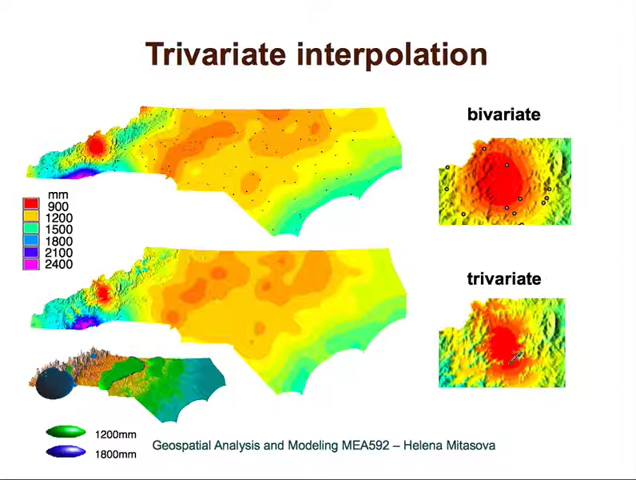 Trivariate interpolation
bivariate
mm
900
1200
1500
1800
2100
2400
trivariate
1200mm
1800mm
Geospatial Analysis and Modeling MEA592 – Helena Mitasova